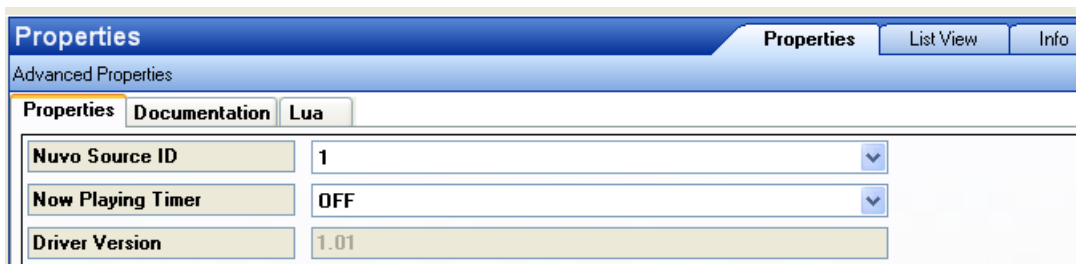 Properties Properties List View Info
Advanced Properties
Properties Documentation Lua
Nuvo Source ID 1
Now Playing Timer OFF
Driver Version 1.01